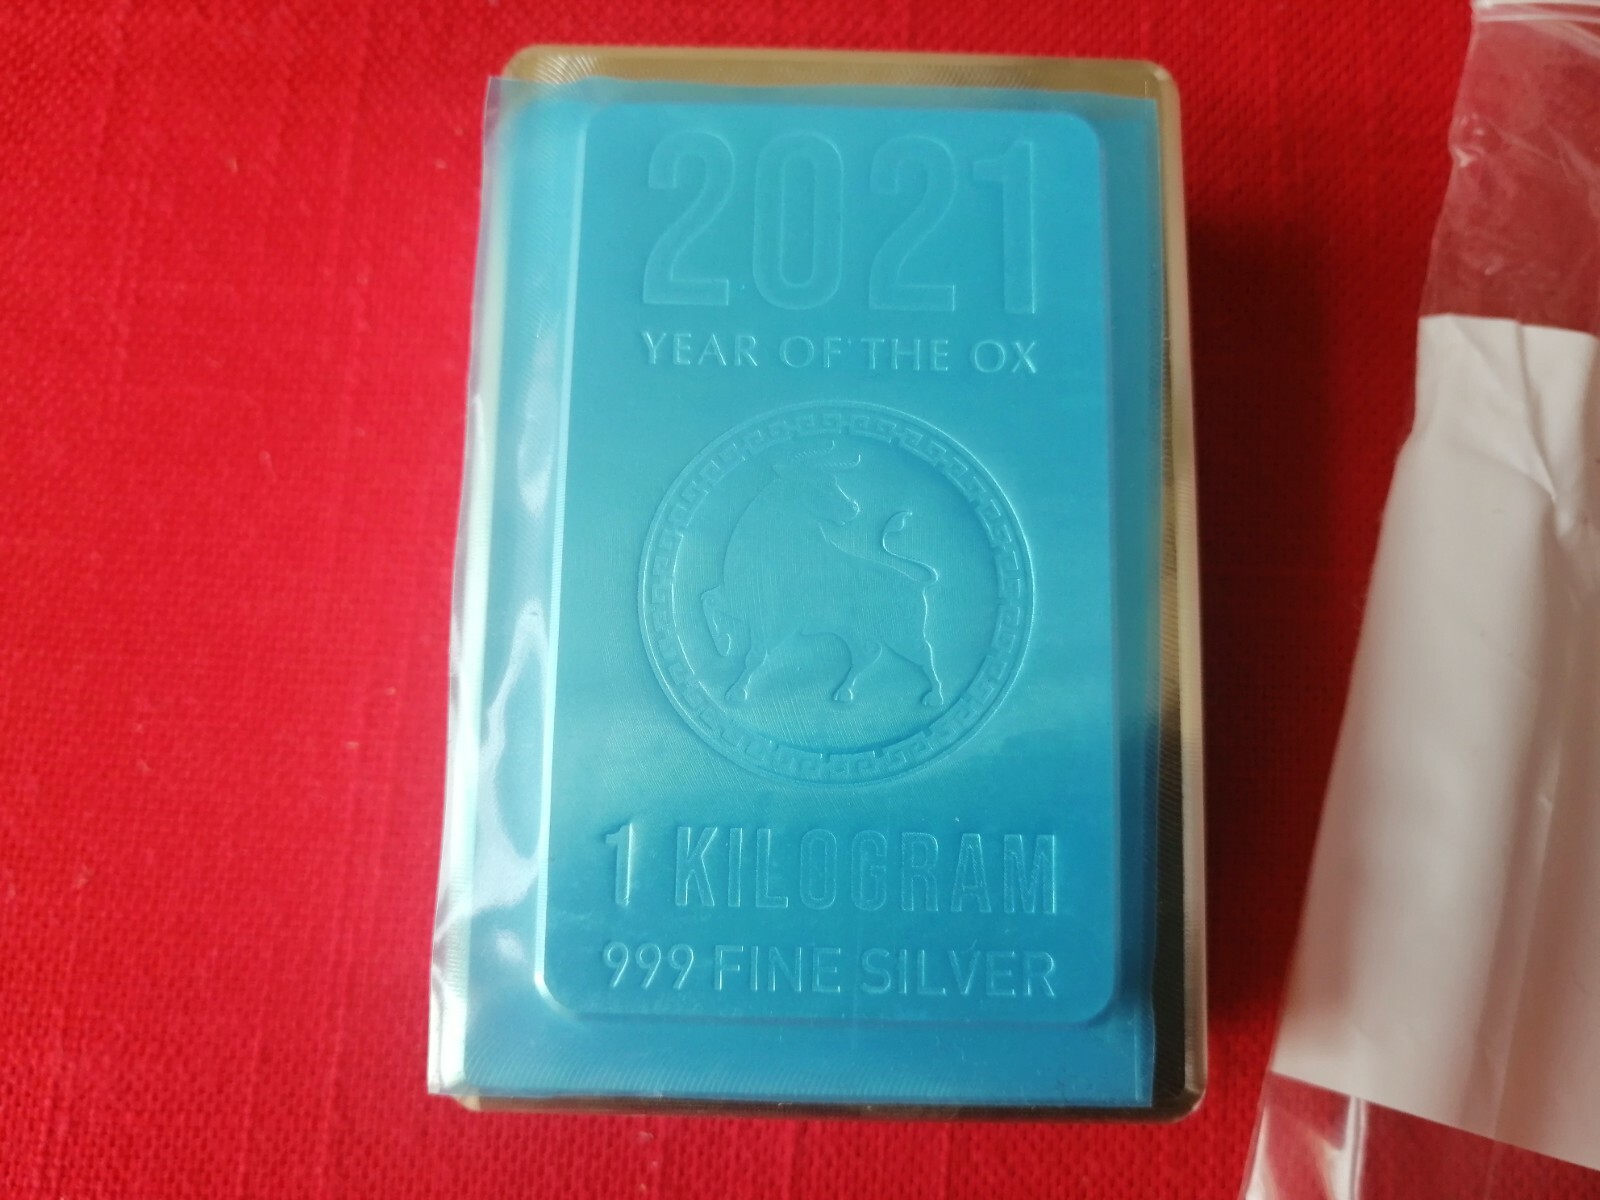 2021
YEAR OF THE OX
1 KILOGRAM
999 FINE SILVER